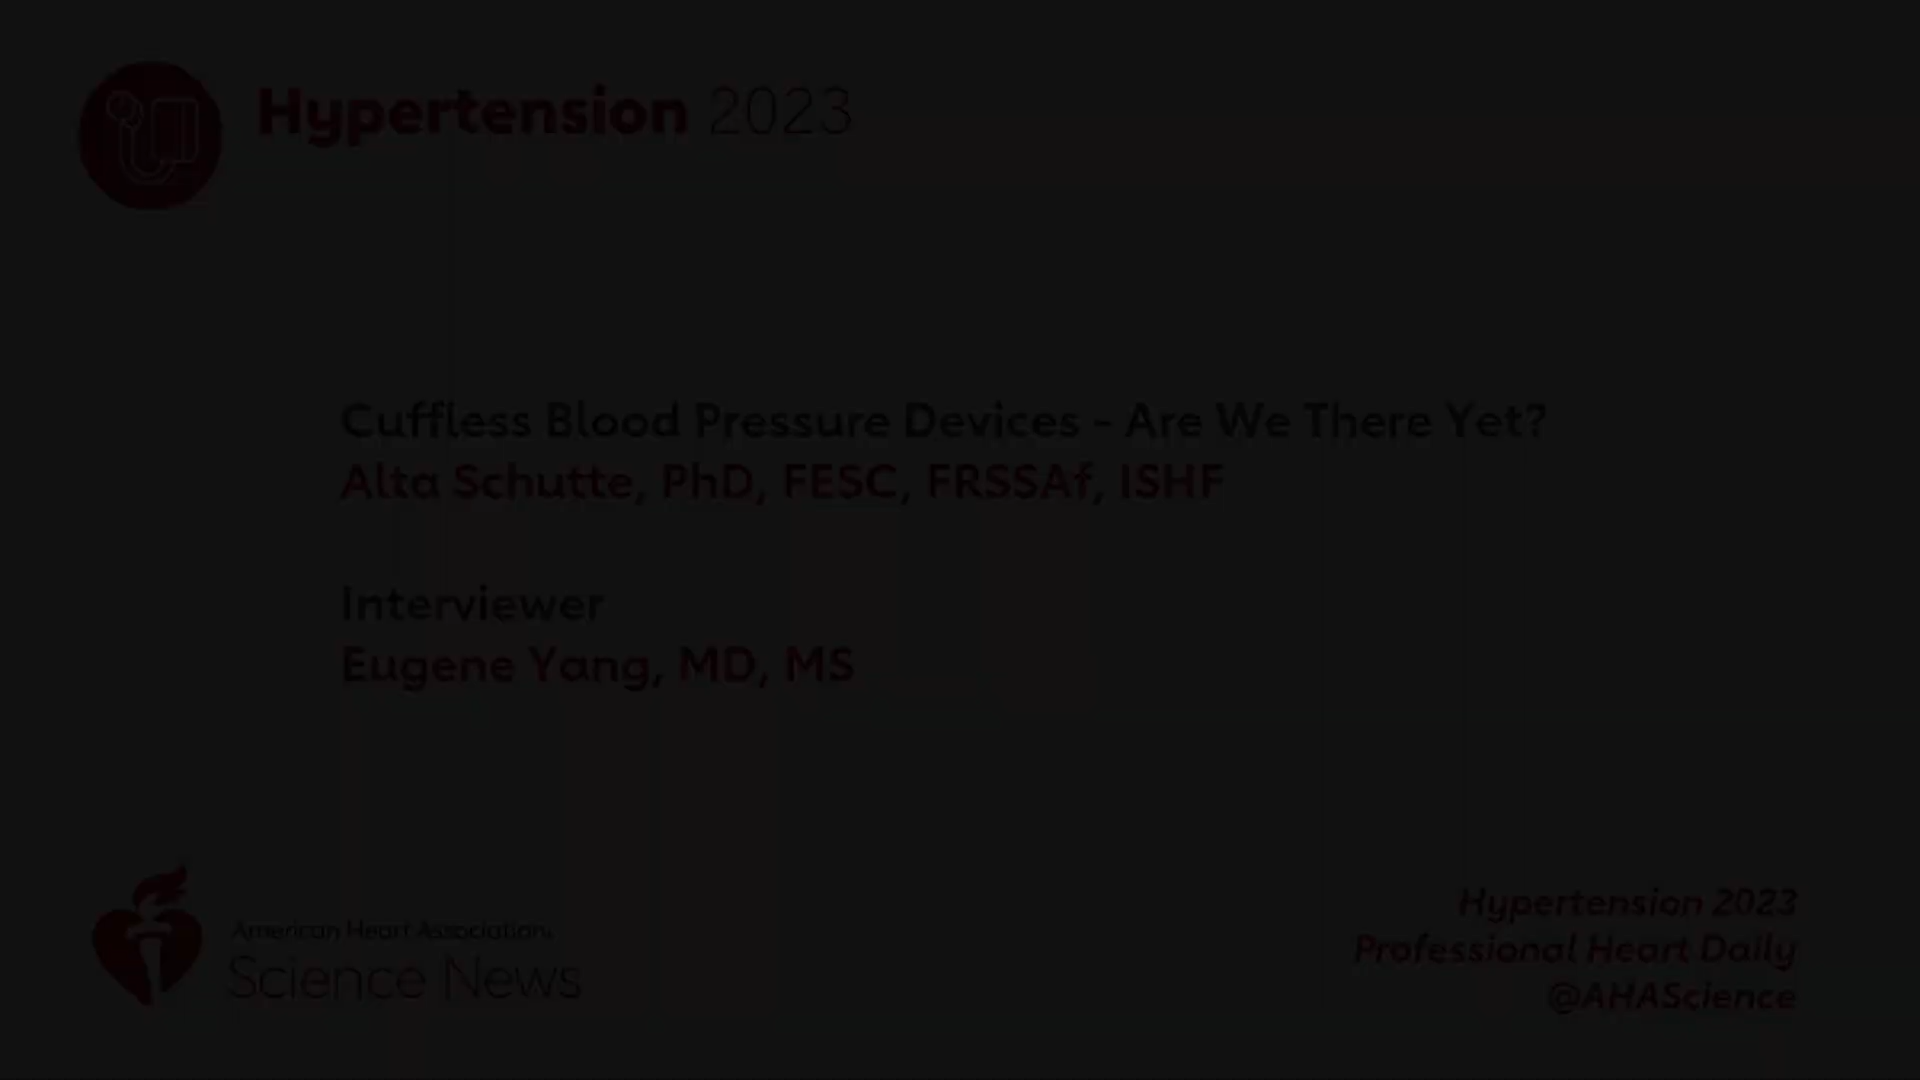 Hypertension 2023
Cuffless Blood Pressure Devices - Are We There Yet?
Alta Schutte, PhD, FESC, FRSSAf, ISHF
Interviewer
Eugene Yang, MD, MS
American Heart Association.
Science News
Hypertension 2023
Professional Heart Daily
@AHAScience